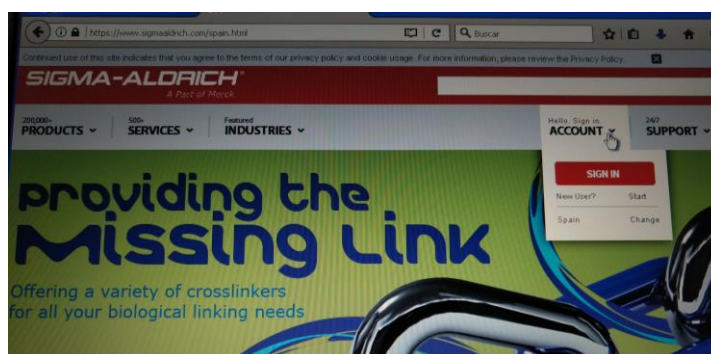 https://www.sigmaaldrich.com/spain.html
Buscar
Continued use of this site indicates that you agree to the terms of our privacy policy and cookie usage. For more information, please review the Privacy Policy.
SIGMA-ALDRICH®
A Part of Merck
200,000+
PRODUCTS
500+
SERVICES
Featured
INDUSTRIES
Hello. Sign in.
ACCOUNT
24/7
SUPPORT
SIGN IN
New User? Start
Spain Change
providing the
Missing Link
Offering a variety of crosslinkers
for all your biological linking needs